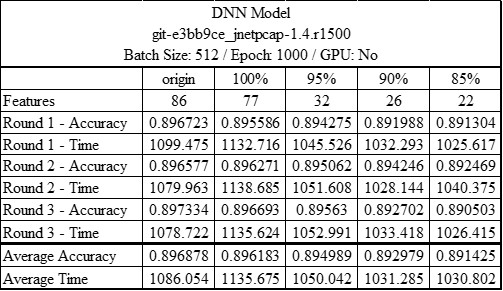 DNN Model
git-e3bb9ce_jnetpcap-1.4.r1500
Batch Size: 512 / Epoch: 1000 / GPU: No
origin 100% 95% 90% 85%
Features 86 77 32 26 22
Round 1 - Accuracy 0.896723 0.895586 0.894275 0.891988 0.891304
Round 1 - Time 1099.475 1132.716 1045.526 1032.293 1025.617
Round 2 - Accuracy 0.896577 0.896271 0.895062 0.894246 0.892469
Round 2 - Time 1079.963 1138.685 1051.608 1028.144 1040.375
Round 3 - Accuracy 0.897334 0.896693 0.89563 0.892702 0.890503
Round 3 - Time 1078.722 1135.624 1052.991 1033.418 1026.415
Average Accuracy 0.896878 0.896183 0.894989 0.892979 0.891425
Average Time 1086.054 1135.675 1050.042 1031.285 1030.802